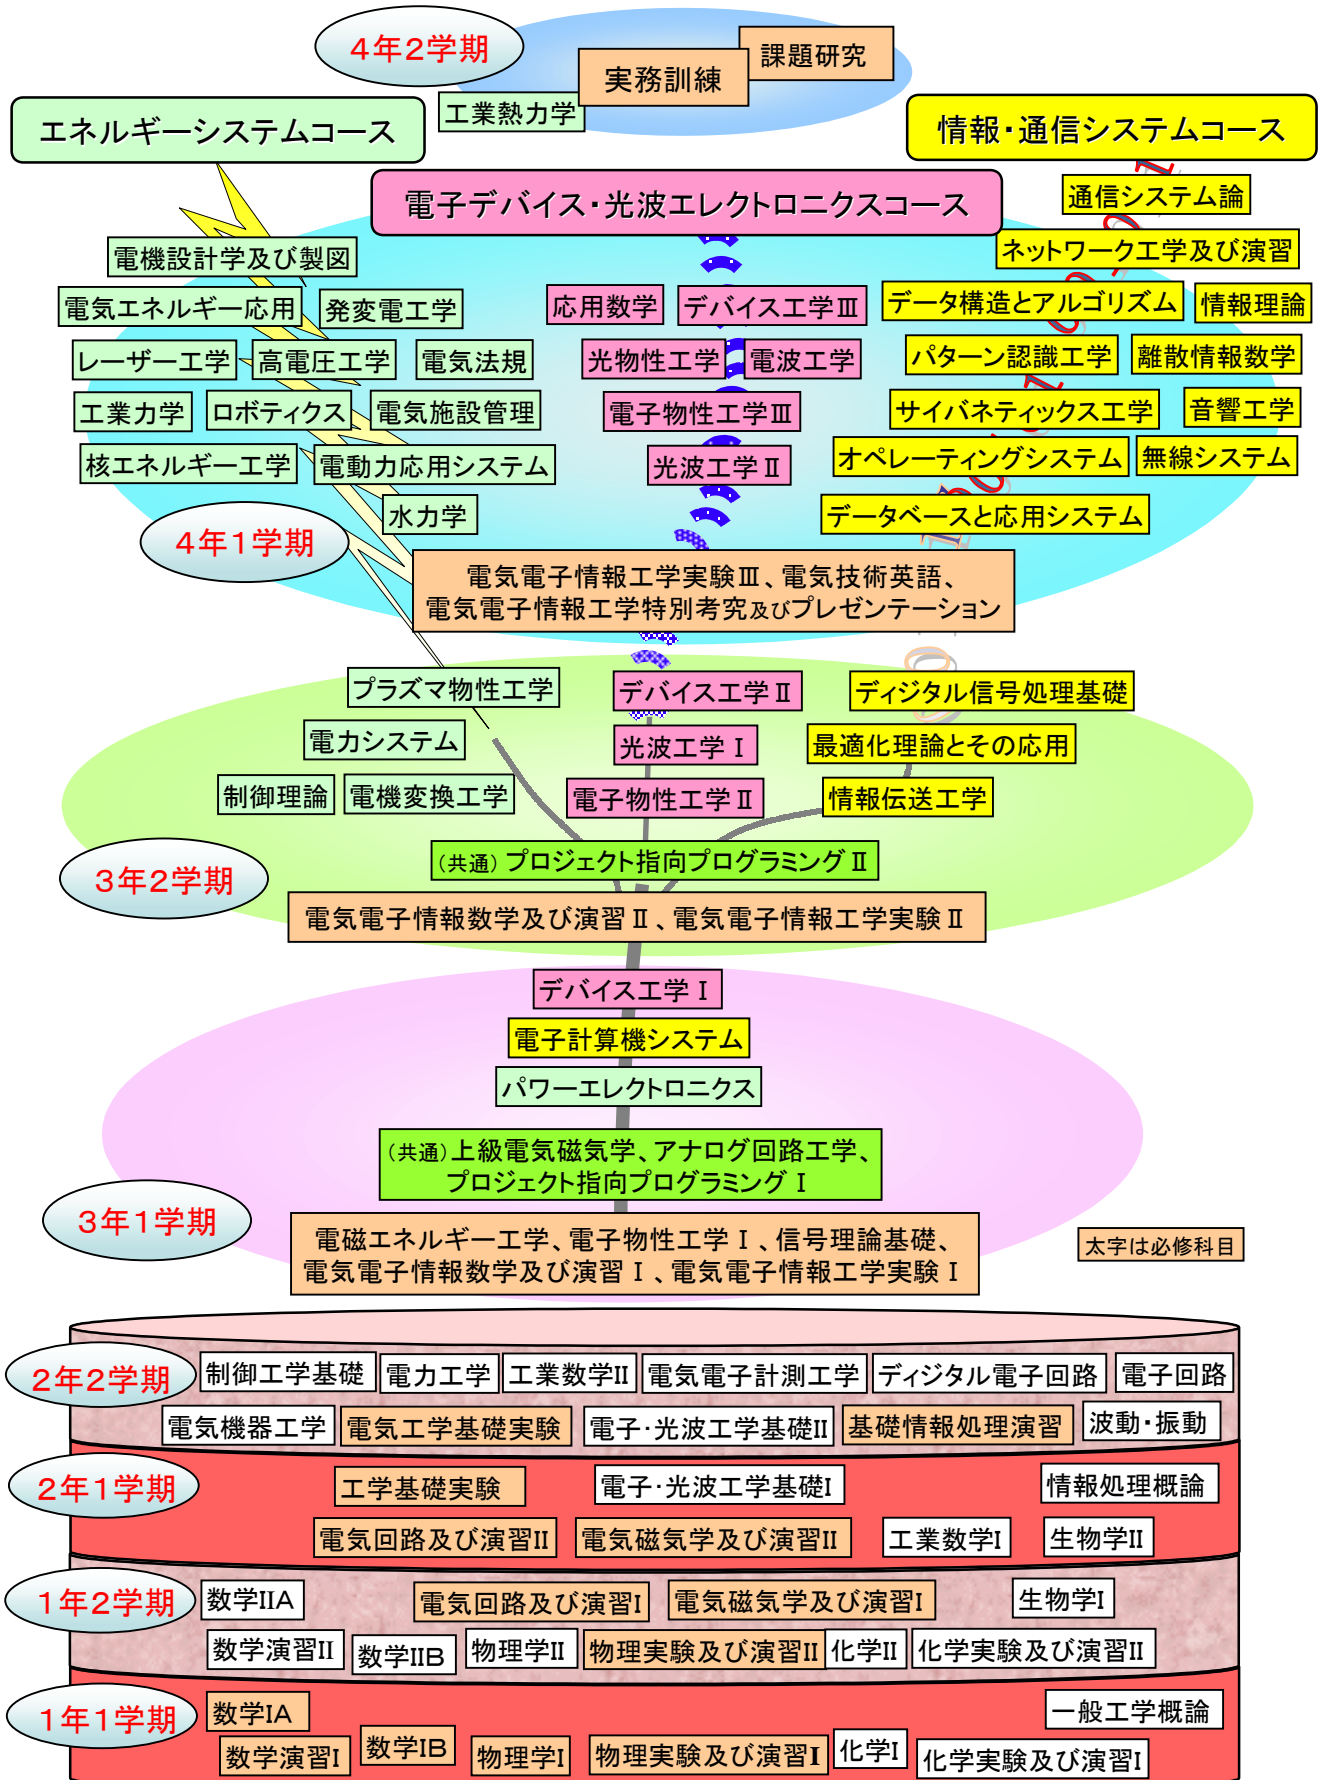 4年2学期
課題研究
実務訓練
工業熱力学
エネルギーシステムコース
情報・通信システムコース
電子デバイス・光波エレクトロニクスコース
通信システム論
電機設計学及び製図
ネットワーク工学及び演習
電気エネルギー応用
発変電工学
応用数学
デバイス工学Ⅲ
データ構造とアルゴリズム
情報理論
レーザー工学
高電圧工学
電気法規
光物性工学
電波工学
パターン認識工学
離散情報数学
工業力学
ロボティクス
電気施設管理
電子物性工学Ⅲ
サイバネティックス工学
音響工学
核エネルギー工学
電動力応用システム
光波工学Ⅱ
オペレーティングシステム
無線システム
水力学
データベースと応用システム
4年1学期
電気電子情報工学実験Ⅲ、電気技術英語、
電気電子情報工学特別考究及びプレゼンテーション
プラズマ物性工学
デバイス工学Ⅱ
ディジタル信号処理基礎
電力システム
光波工学Ⅰ
最適化理論とその応用
制御理論
電機変換工学
電子物性工学Ⅱ
情報伝送工学
(共通)プロジェクト指向プログラミングⅡ
3年2学期
電気電子情報数学及び演習Ⅱ、電気電子情報工学実験Ⅱ
デバイス工学Ⅰ
電子計算機システム
パワーエレクトロニクス
(共通)上級電気磁気学、アナログ回路工学、
プロジェクト指向プログラミングⅠ
3年1学期
電磁エネルギー工学、電子物性工学Ⅰ、信号理論基礎、
電気電子情報数学及び演習Ⅰ、電気電子情報工学実験Ⅰ
太字は必修科目
2年2学期
制御工学基礎
電力工学
工業数学II
電気電子計測工学
ディジタル電子回路
電子回路
電気機器工学
電気工学基礎実験
電子・光波工学基礎II
基礎情報処理演習
波動・振動
2年1学期
工学基礎実験
電子・光波工学基礎I
情報処理概論
電気回路及び演習II
電気磁気学及び演習II
工業数学I
生物学II
1年2学期
数学IIA
電気回路及び演習I
電気磁気学及び演習I
生物学I
数学演習II
数学IIB
物理学II
物理実験及び演習II
化学II
化学実験及び演習II
1年1学期
数学IA
一般工学概論
数学演習I
数学IB
物理学I
物理実験及び演習I
化学I
化学実験及び演習I